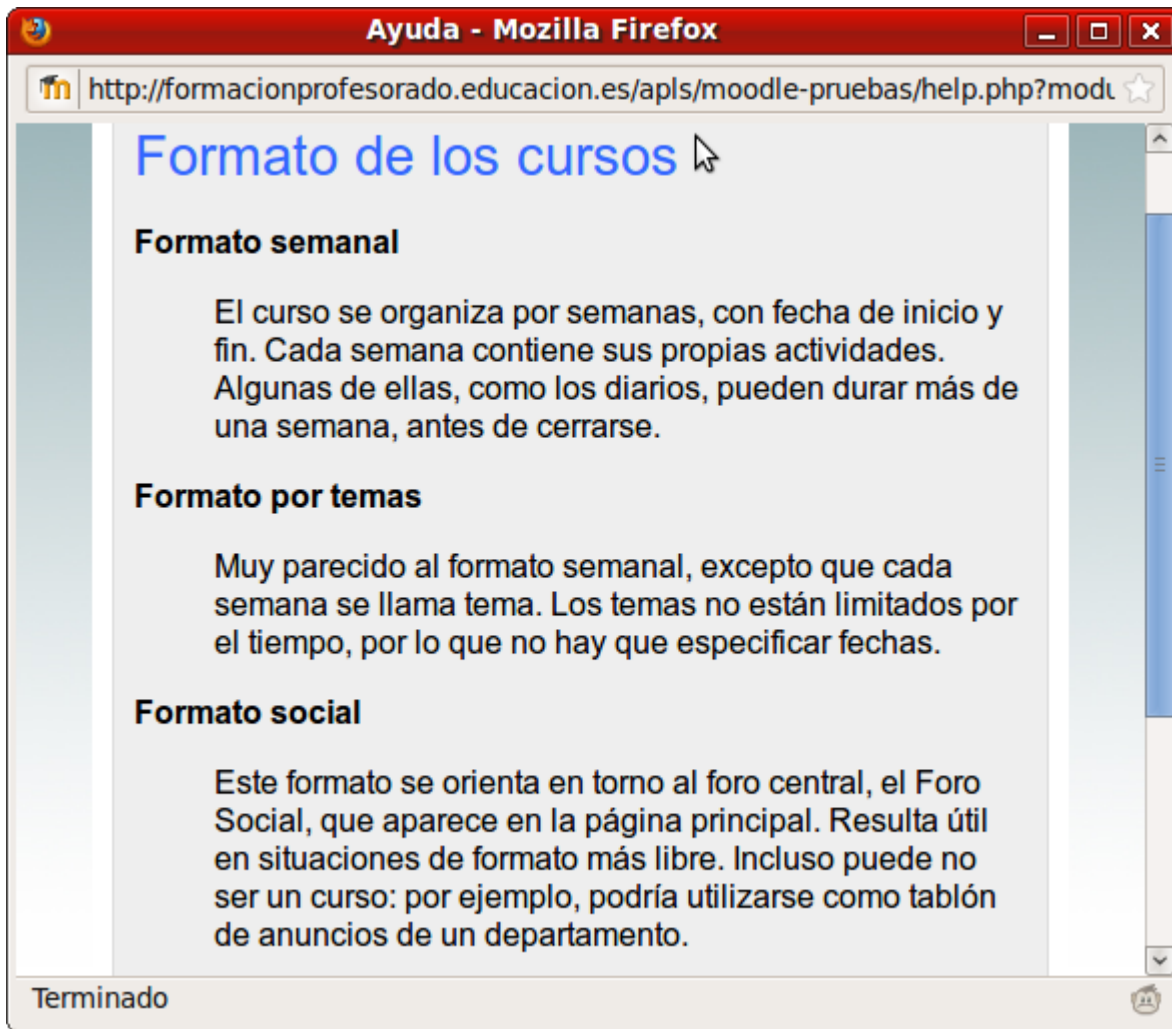 Ayuda - Mozilla Firefox
http://formacionprofesorado.educacion.es/apls/moodle-pruebas/help.php?modu
Formato de los cursos
Formato semanal
El curso se organiza por semanas, con fecha de inicio y
fin. Cada semana contiene sus propias actividades.
Algunas de ellas, como los diarios, pueden durar más de
una semana, antes de cerrarse.
Formato por temas
Muy parecido al formato semanal, excepto que cada
semana se llama tema. Los temas no están limitados por
el tiempo, por lo que no hay que especificar fechas.
Formato social
Este formato se orienta en torno al foro central, el Foro
Social, que aparece en la página principal. Resulta útil
en situaciones de formato más libre. Incluso puede no
ser un curso: por ejemplo, podría utilizarse como tablón
de anuncios de un departamento.
Terminado